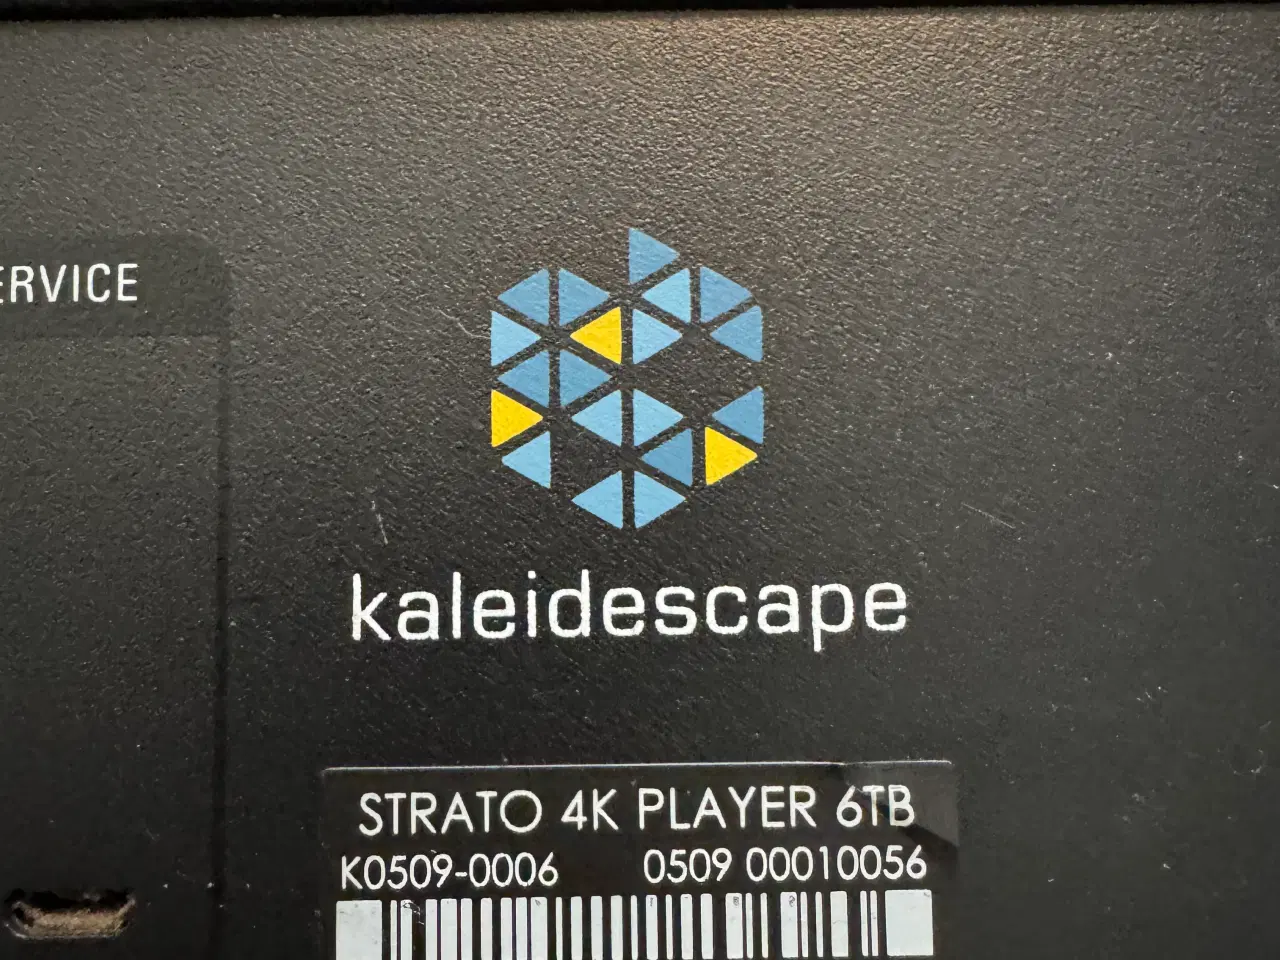 ERVICE
kaleidescape
STRATO 4K PLAYER 6TB
K0509-0006 0509 00010056